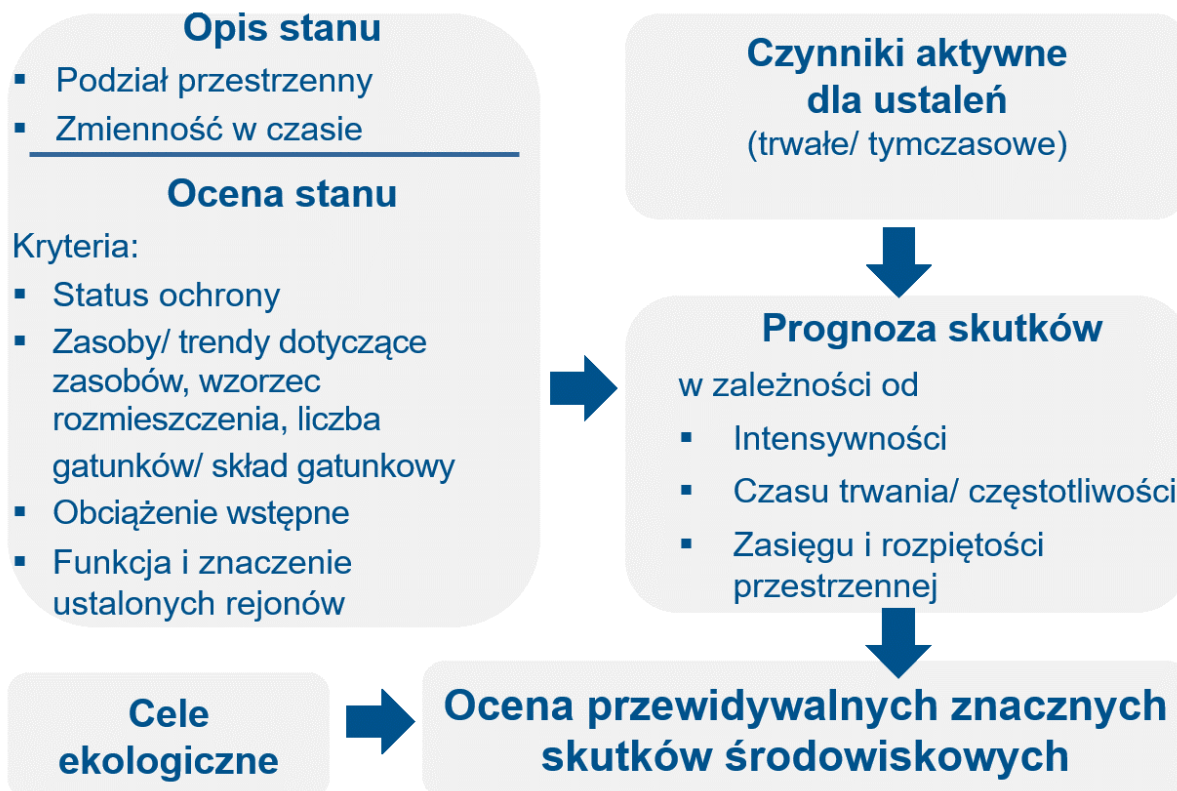 Opis stanu
▪ Podział przestrzenny
▪ Zmienność w czasie
Ocena stanu
Kryteria:
▪ Status ochrony
▪ Zasoby/ trendy dotyczące
zasobów, wzorzec
rozmieszczenia, liczba
gatunków/ skład gatunkowy
▪ Obciążenie wstępne
▪ Funkcja i znaczenie
ustalonych rejonów
Czynniki aktywne
dla ustaleń
(trwałe/ tymczasowe)
Prognoza skutków
w zależności od
▪ Intensywności
▪ Czasu trwania/ częstotliwości
▪ Zasięgu i rozpiętości
przestrzennej
Cele
ekologiczne
Ocena przewidywalnych znacznych
skutków środowiskowych